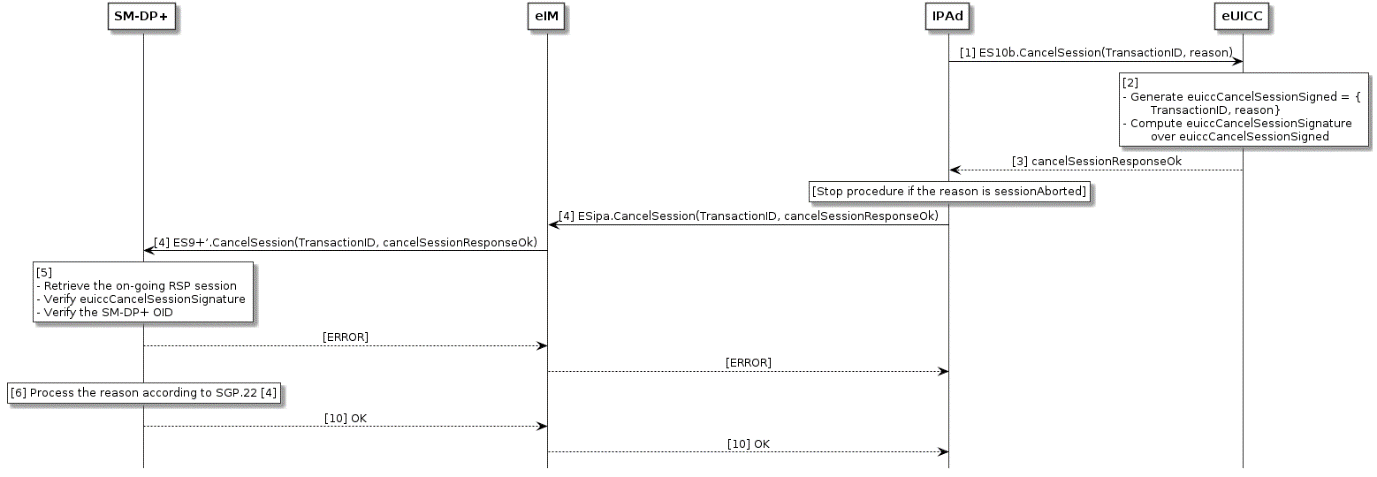 SM-DP+
eIM
IPAd
eUICC
[1] ES10b.CancelSession(TransactionID, reason)
[2]
- Generate euiccCancelSessionSigned = {
TransactionID, reason}
- Compute euiccCancelSessionSignature
over euiccCancelSessionSigned
[3] cancelSessionResponseOk
[Stop procedure if the reason is sessionAborted]
[4] ESipa.CancelSession(TransactionID, cancelSessionResponseOk)
[4] ES9+’.CancelSession(TransactionID, cancelSessionResponseOk)
[5]
- Retrieve the on-going RSP session
- Verify euiccCancelSessionSignature
- Verify the SM-DP+ OID
[ERROR]
[ERROR]
[6] Process the reason according to SGP.22 [4]
[10] OK
[10] OK